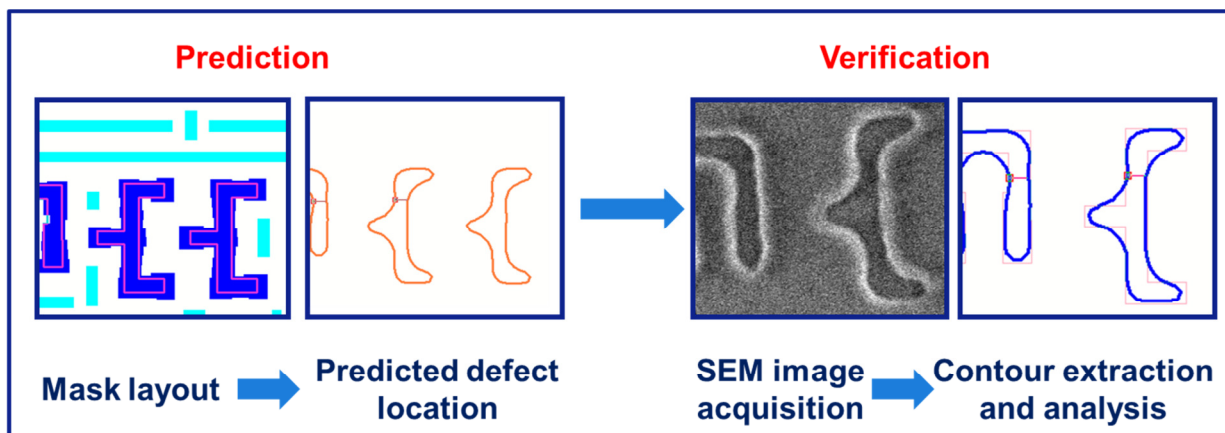 Prediction
Verification
Mask layout
Predicted defect
location
SEM image
acquisition
Contour extraction
and analysis